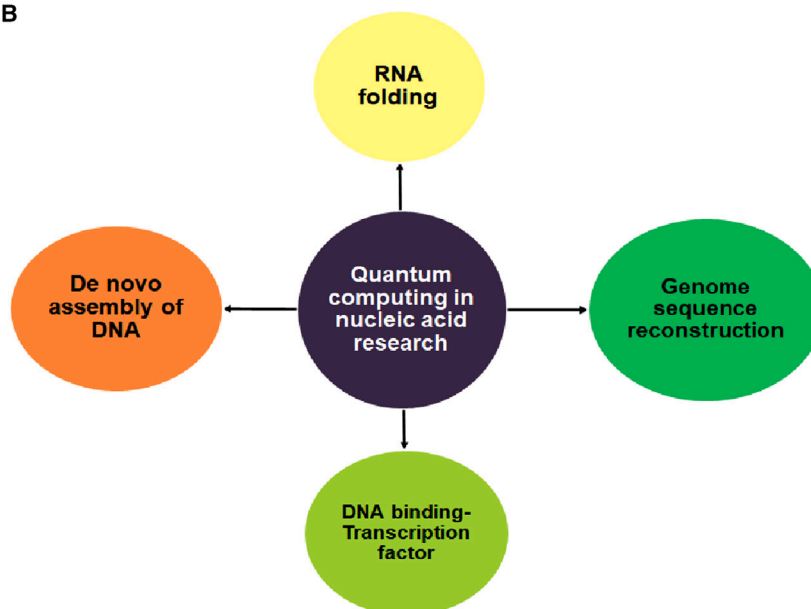 B
RNA
folding
De novo
assembly of
DNA
Quantum
computing in
nucleic acid
research
Genome
sequence
reconstruction
DNA binding-
Transcription
factor